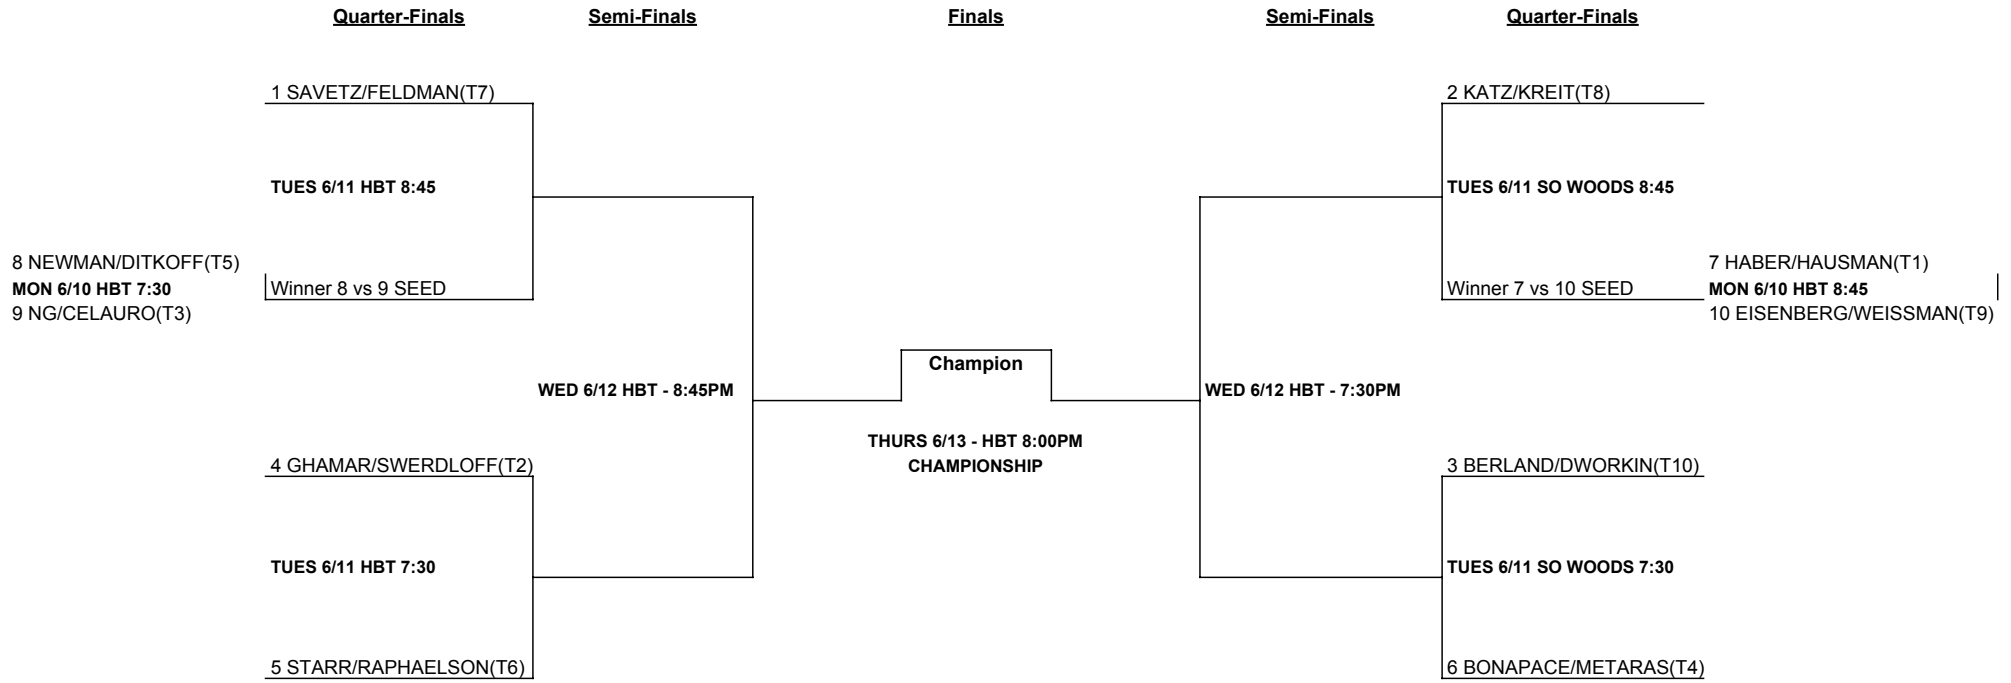 Quarter-Finals Semi-Finals Finals Semi-Finals Quarter-Finals
1 SAVETZ/FELDMAN(T7) 2 KATZ/KREIT(T8)
TUES 6/11 HBT 8:45 TUES 6/11 SO WOODS 8:45
8 NEWMAN/DITKOFF(T5) 7 HABER/HAUSMAN(T1)
MON 6/10 HBT 7:30 Winner 8 vs 9 SEED Winner 7 vs 10 SEED MON 6/10 HBT 8:45
9 NG/CELAURO(T3) 10 EISENBERG/WEISSMAN(T9)
Champion
WED 6/12 HBT - 8:45PM WED 6/12 HBT - 7:30PM
THURS 6/13 - HBT 8:00PM
4 GHAMAR/SWERDLOFF(T2) CHAMPIONSHIP 3 BERLAND/DWORKIN(T10)
TUES 6/11 HBT 7:30 TUES 6/11 SO WOODS 7:30
5 STARR/RAPHAELSON(T6) 6 BONAPACE/METARAS(T4)